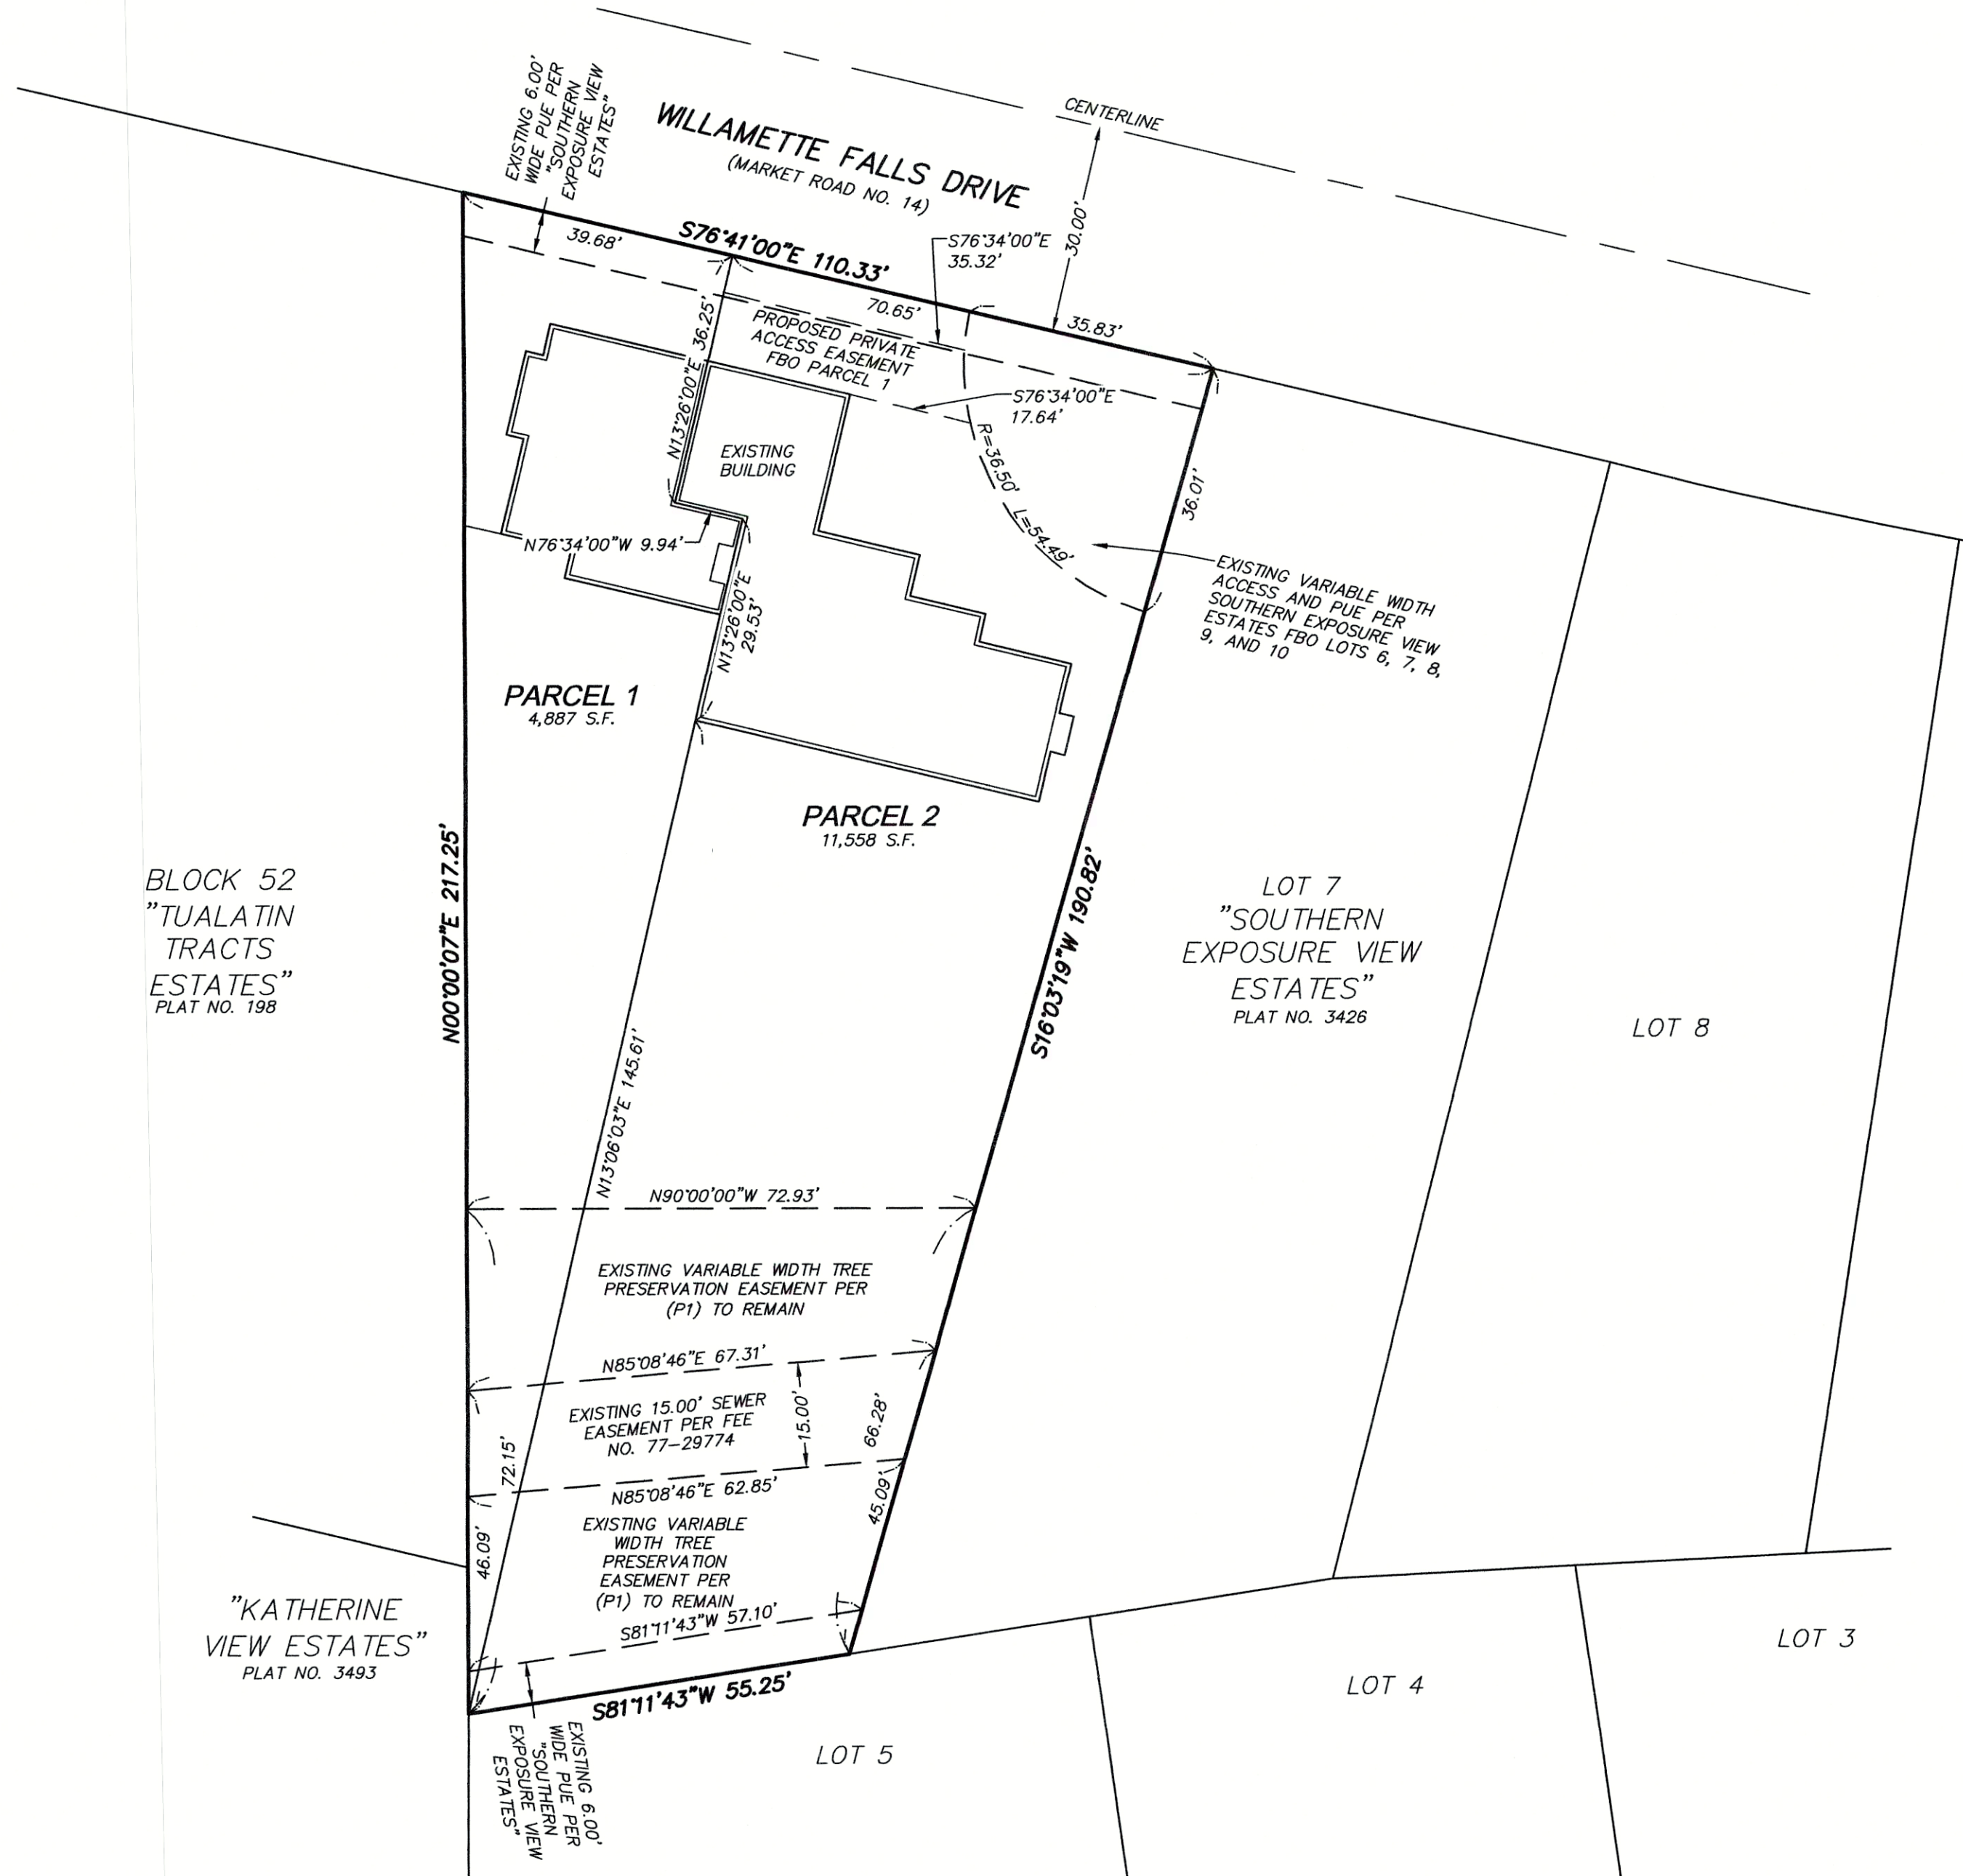 EXISTING 6.00'
WIDE PUE PER
"SOUTHERN
EXPOSURE VIEW
ESTATES"
CENTERLINE
WILLAMETTE FALLS DRIVE
(MARKET ROAD NO. 14)
30.00'
39.68'
S76°41'00"E 110.33'
S76°34'00"E
35.32'
70.65'
35.83'
N13°26'00"E 36.25'
PROPOSED PRIVATE
ACCESS EASEMENT
FBO PARCEL 1
S76°34'00"E
17.64'
EXISTING
BUILDING
R=36.50' L=54.49'
36.01'
N76°34'00"W 9.94'
N13°26'00"E
29.53'
EXISTING VARIABLE WIDTH
ACCESS AND PUE PER
SOUTHERN EXPOSURE VIEW
ESTATES FBO LOTS 6, 7, 8,
9, AND 10
PARCEL 1
4,887 S.F.
PARCEL 2
11,558 S.F.
N00°00'07"E 217.25'
S16°03'19"W 190.82'
BLOCK 52
"TUALATIN
TRACTS
ESTATES"
PLAT NO. 198
LOT 7
"SOUTHERN
EXPOSURE VIEW
ESTATES"
PLAT NO. 3426
LOT 8
N13°06'03"E 145.61'
N90°00'00"W 72.93'
EXISTING VARIABLE WIDTH TREE
PRESERVATION EASEMENT PER
(P1) TO REMAIN
N85°08'46"E 67.31'
EXISTING 15.00' SEWER
EASEMENT PER FEE
NO. 77-29774
15.00'
66.28'
72.15'
N85°08'46"E 62.85'
45.09'
46.09'
EXISTING VARIABLE
WIDTH TREE
PRESERVATION
EASEMENT PER
(P1) TO REMAIN
S81°11'43"W 57.10'
"KATHERINE
VIEW ESTATES"
PLAT NO. 3493
S81°11'43"W 55.25'
EXISTING 6.00'
WIDE PUE PER
"SOUTHERN
EXPOSURE VIEW
ESTATES"
LOT 5
LOT 4
LOT 3